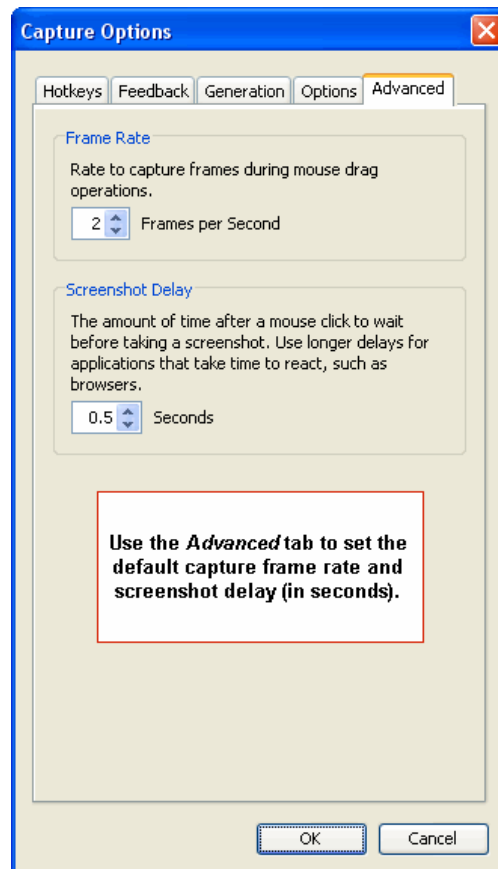 Capture Options
Hotkeys Feedback Generation Options Advanced
Frame Rate
Rate to capture frames during mouse drag
operations.
2 Frames per Second
Screenshot Delay
The amount of time after a mouse click to wait
before taking a screenshot. Use longer delays for
applications that take time to react, such as
browsers.
0.5 Seconds
Use the Advanced tab to set the
default capture frame rate and
screenshot delay (in seconds).
OK Cancel